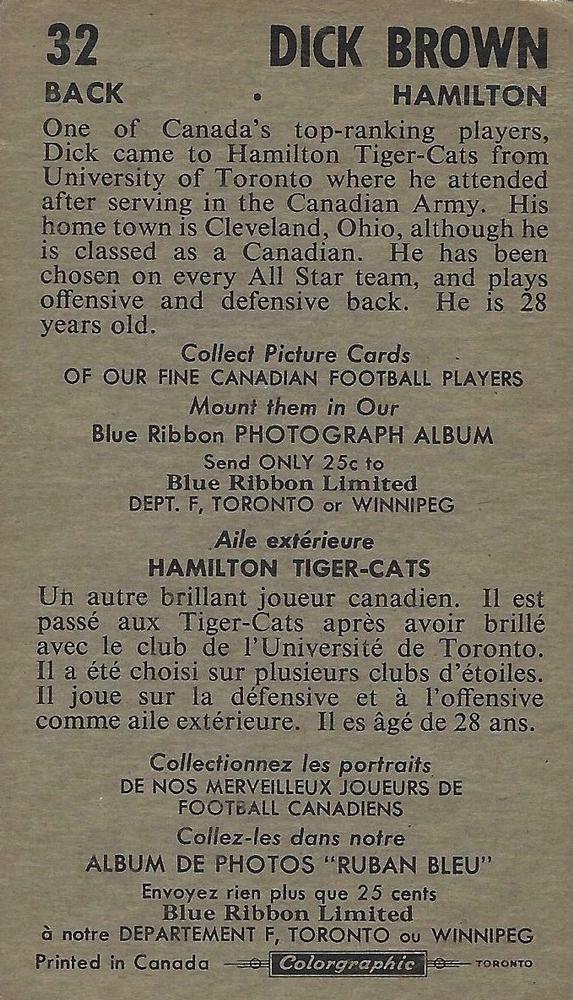 32 DICK BROWN
BACK • HAMILTON
One of Canada's top-ranking players,
Dick came to Hamilton Tiger-Cats from
University of Toronto where he attended
after serving in the Canadian Army. His
home town is Cleveland, Ohio, although he
is classed as a Canadian. He has been
chosen on every All Star team, and plays
offensive and defensive back. He is 28
years old.
Collect Picture Cards
OF OUR FINE CANADIAN FOOTBALL PLAYERS
Mount them in Our
Blue Ribbon PHOTOGRAPH ALBUM
Send ONLY 25c to
Blue Ribbon Limited
DEPT. F, TORONTO or WINNIPEG
Aile extérieure
HAMILTON TIGER-CATS
Un autre brillant joueur canadien. Il est
passé aux Tiger-Cats après avoir brillé
avec le club de l'Université de Toronto.
Il a été choisi sur plusieurs clubs d'étoiles.
Il joue sur la défensive et à l'offensive
comme aile extérieure. Il es âgé de 28 ans.
Collectionnez les portraits
DE NOS MERVEILLEUX JOUEURS DE
FOOTBALL CANADIENS
Collez-les dans notre
ALBUM DE PHOTOS "RUBAN BLEU"
Envoyez rien plus que 25 cents
Blue Ribbon Limited
à notre DEPARTEMENT F, TORONTO ou WINNIPEG
Printed in Canada Colorgraphic TORONTO